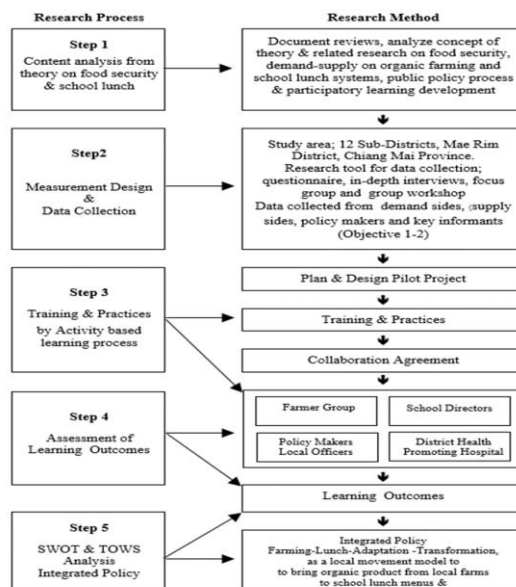 Research Process
Research Method
Step 1
Content analysis from
theory on food security
& school lunch
Document reviews, analyze concept of
theory & related research on food security,
demand-supply on organic farming and
school lunch systems, public policy process
& participatory learning development
Step2
Measurement Design
&
Data Collection
Study area; 12 Sub-Districts, Mae Rim
District, Chiang Mai Province.
Research tool for data collection;
questionnaire, in-depth interviews, focus
group and group workshop
Data collected from demand sides, (supply
sides, policy makers and key informants
(Objective 1-2)
Step 3
Training & Practices
by Activity based
learning process
Plan & Design Pilot Project
Training & Practices
Collaboration Agreement
Farmer Group
School Directors
Policy Makers
Local Officers
District Health
Promoting Hospital
Step 4
Assessment of
Learning Outcomes
Learning Outcomes
Step 5
SWOT & TOWS
Analysis
Integrated Policy
Integrated Policy
Farming-Lunch-Adaptation -Transformation,
as a local movement model to
to bring organic product from local farms
to school lunch menus &